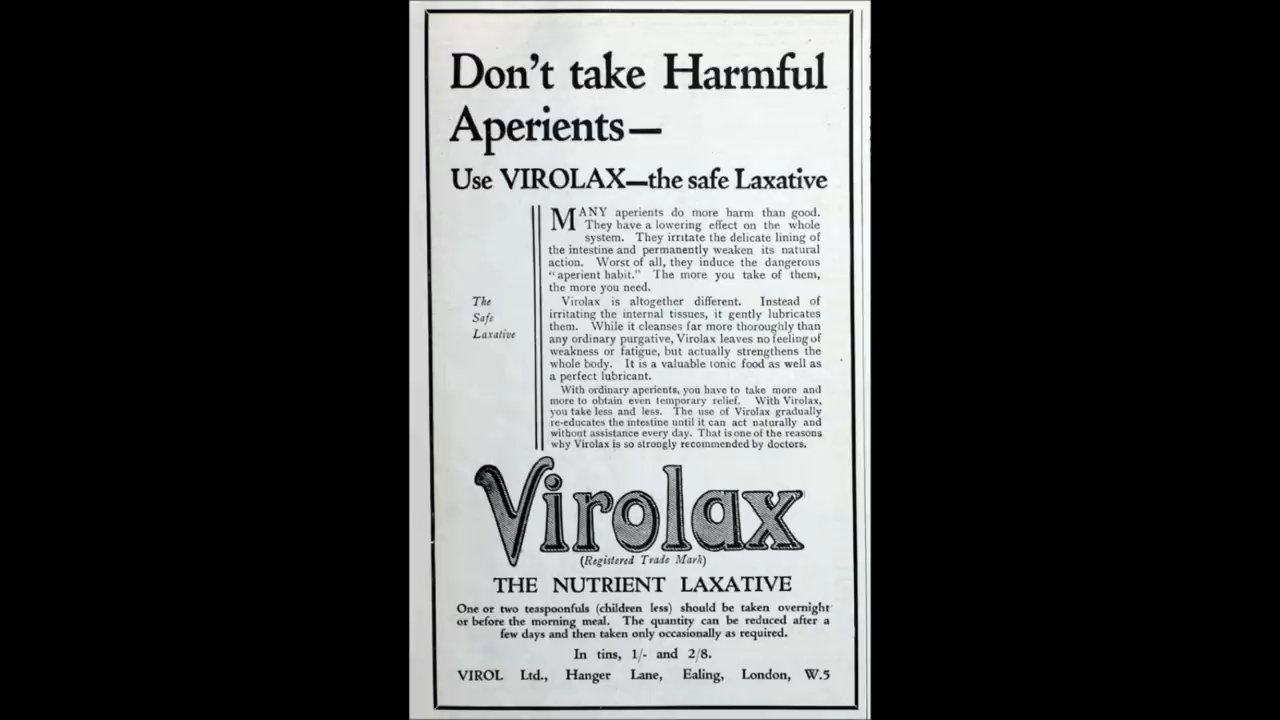 Don't take Harmful
Aperients—
Use VIROLAX—the safe Laxative
MANY aperients do more harm than good.
They have a lowering effect on the whole
system. They irritate the delicate lining of
the intestine and permanently weaken its natural
action. Worst of all, they induce the dangerous
"aperient habit." The more you take of them,
the more you need.
The
Safe
Laxative
Virolax is altogether different. Instead of
irritating the internal tissues, it gently lubricates
them. While it cleanses far more thoroughly than
any ordinary purgative, Virolax leaves no feeling of
weakness or fatigue, but actually strengthens the
whole body. It is a valuable tonic food as well as
a perfect lubricant.
With ordinary aperients, you have to take more and
more to obtain even temporary relief. With Virolax,
you take less and less. The use of Virolax gradually
re-educates the intestine until it can act naturally and
without assistance every day. That is one of the reasons
why Virolax is so strongly recommended by doctors.
Virolax
(Registered Trade Mark)
THE NUTRIENT LAXATIVE
One or two teaspoonfuls (children less) should be taken overnight
or before the morning meal. The quantity can be reduced after a
few days and then taken only occasionally as required.
In tins, 1/- and 2/8.
VIROL Ltd., Hanger Lane, Ealing, London, W.5